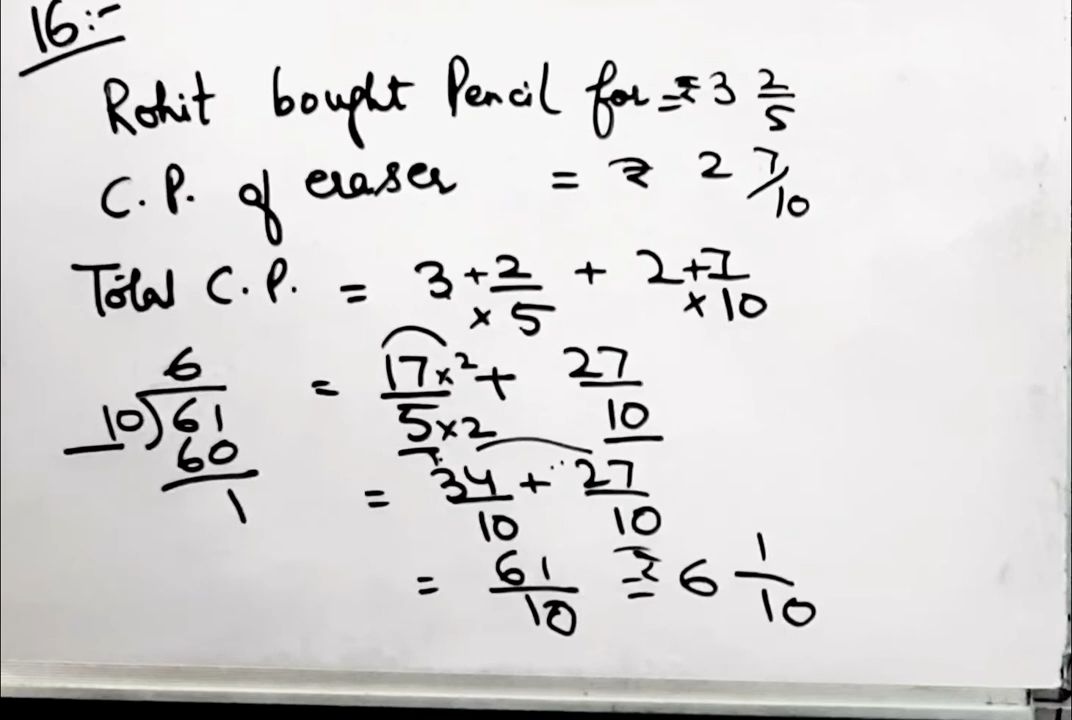 16:-
Rohit bought Pencil for = ₹ 3 2/5
C.P. of eraser = ₹ 2 7/10
Total C.P. = 3 + 2 / × 5 + 2 + 7 / × 10
= 17×2 / 5×2 + 27/10
= 34/10 + 27/10
= 61/10 = ₹ 6 1/10
6
10)61
60
1